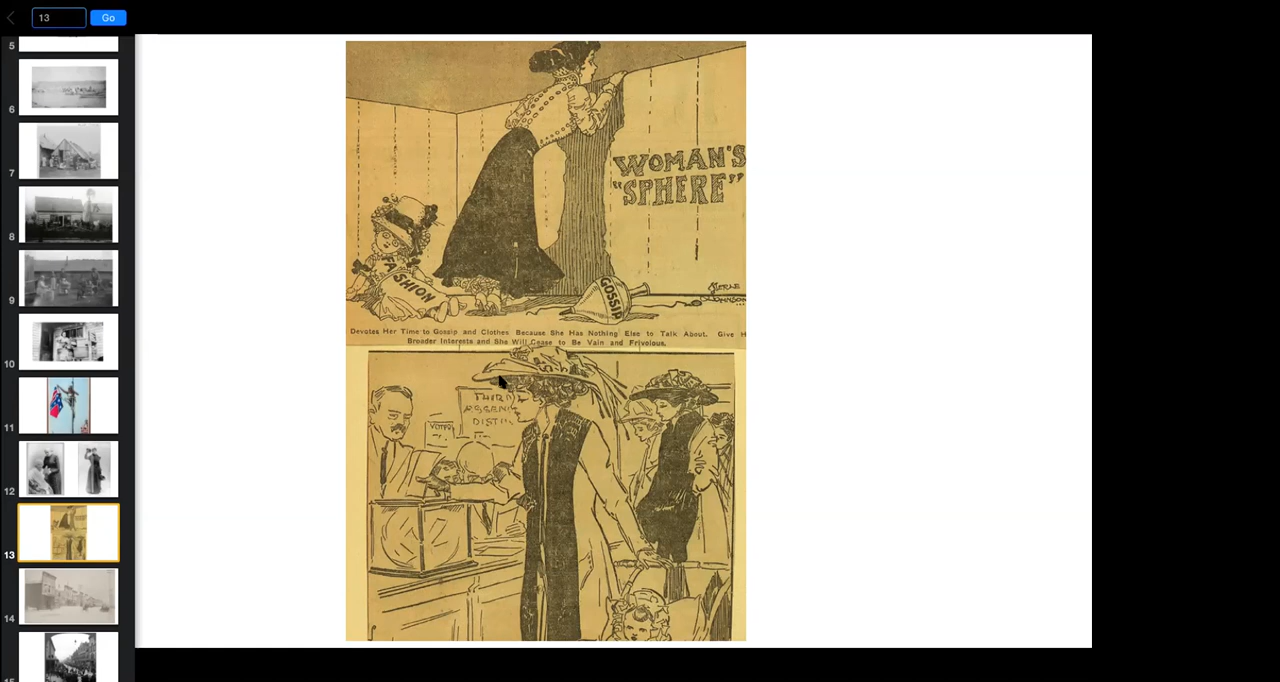 13
Go
5
6
7
8
9
10
11
12
13
14
WOMAN'S
"SPHERE"
FASHION
GOSSIP
Devotes Her Time to Gossip and Clothes Because She Has Nothing Else to Talk About. Give H
Broader Interests and She Will Cease to Be Vain and Frivolous.
THIRD
DISTR